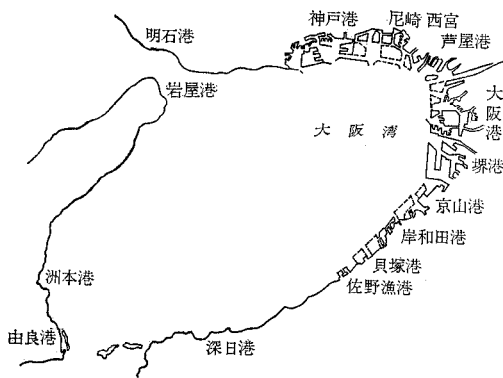 神戸港
尼崎 西宮
芦屋港
明石港
岩屋港
大阪港
大阪湾
堺港
京山港
岸和田港
貝塚港
佐野漁港
洲本港
由良港
深日港